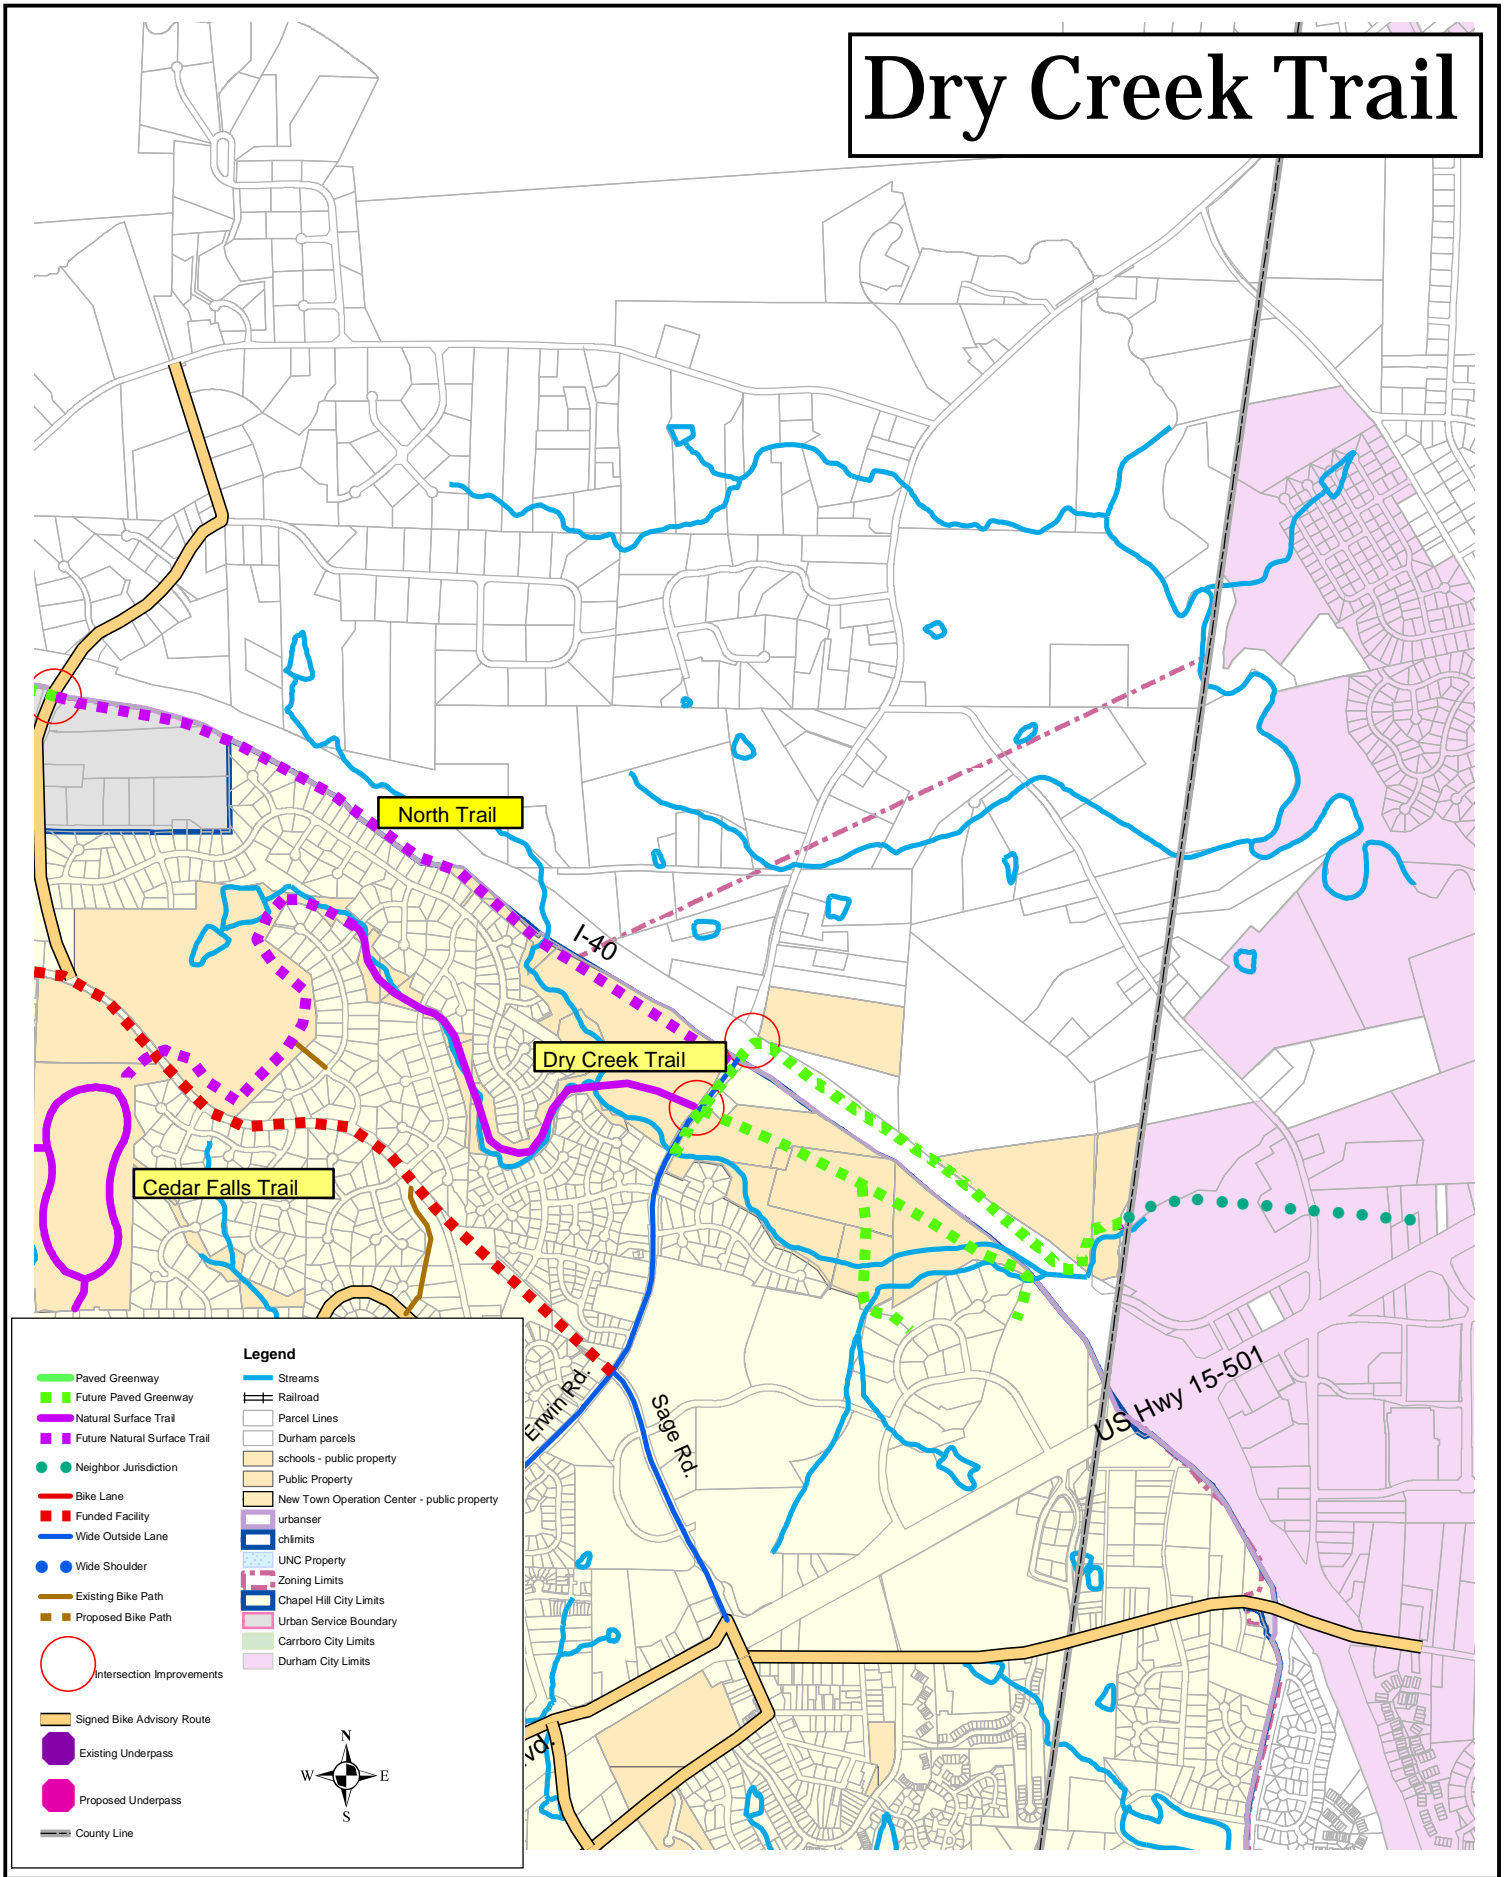 Dry Creek Trail
North Trail
I-40
Dry Creek Trail
Cedar Falls Trail
Erwin Rd.
Sage Rd.
US Hwy 15-501
vd.
Legend
Paved Greenway
Future Paved Greenway
Natural Surface Trail
Future Natural Surface Trail
Neighbor Jurisdiction
Bike Lane
Funded Facility
Wide Outside Lane
Wide Shoulder
Existing Bike Path
Proposed Bike Path
Intersection Improvements
Signed Bike Advisory Route
Existing Underpass
Proposed Underpass
County Line
Streams
Railroad
Parcel Lines
Durham parcels
schools - public property
Public Property
New Town Operation Center - public property
urbanser
chlimits
UNC Property
Zoning Limits
Chapel Hill City Limits
Urban Service Boundary
Carrboro City Limits
Durham City Limits
N
W E
S